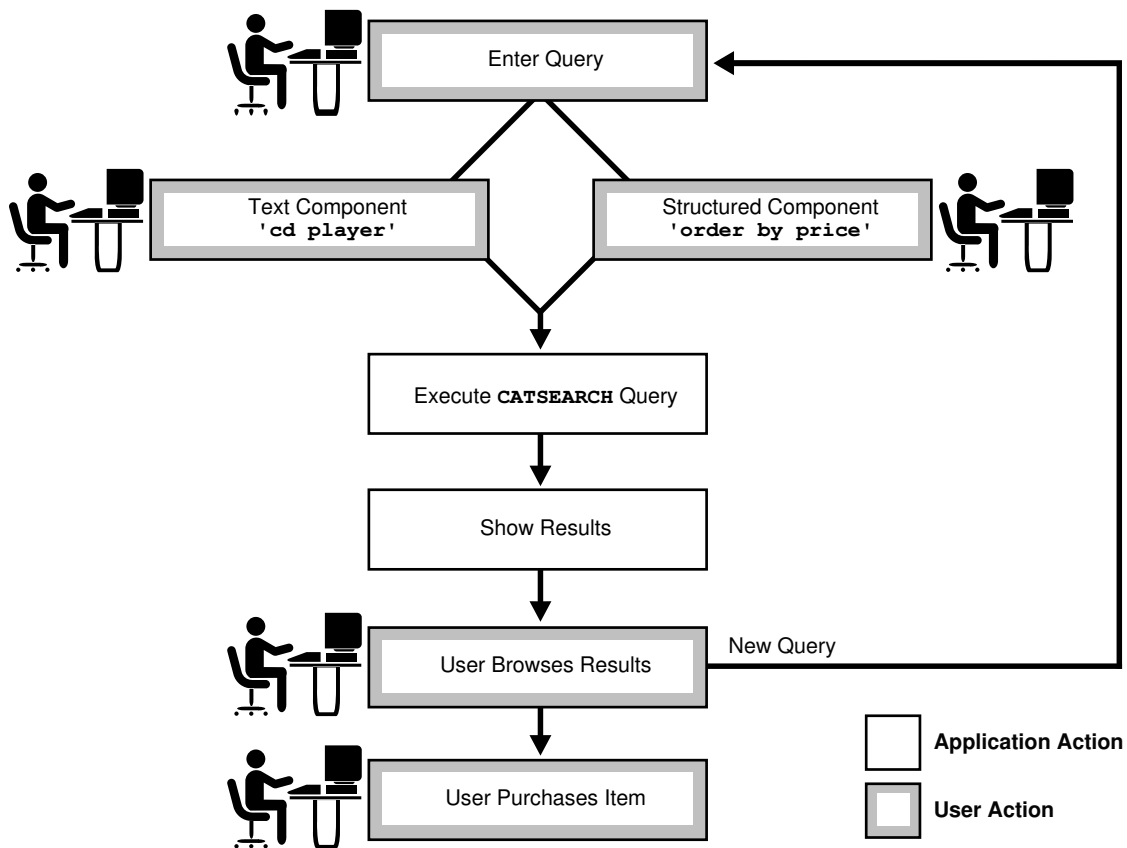 Enter Query
Text Component
'cd player'
Structured Component
'order by price'
Execute CATSEARCH Query
Show Results
User Browses Results
New Query
User Purchases Item
Application Action
User Action